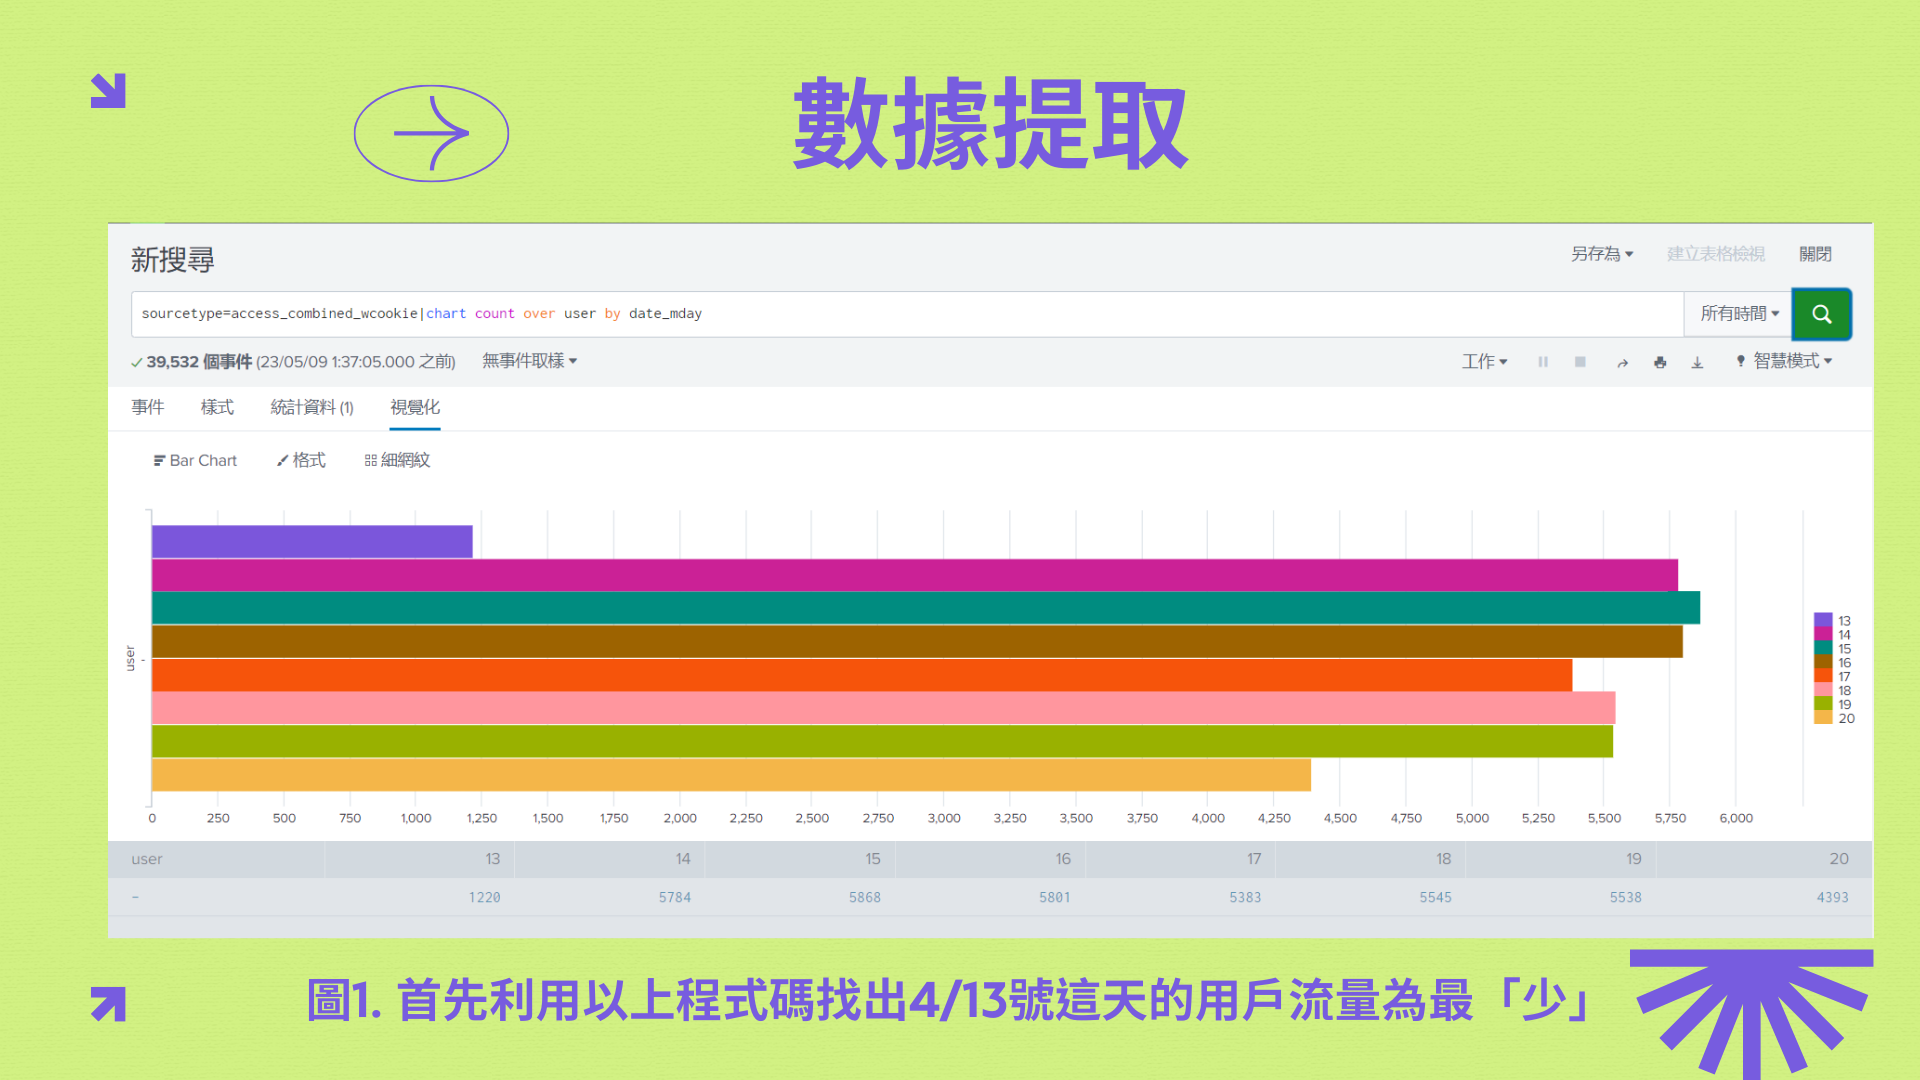 數據提取
新搜尋
另存為 建立表格檢視 關閉
sourcetype=access_combined_wcookie|chart count over user by date_mday
所有時間
39,532 個事件 (23/05/09 1:37:05.000 之前) 無事件取樣
工作 智慧模式
事件 樣式 統計資料 (1) 視覺化
Bar Chart 格式 細網紋
user
-
13
14
15
16
17
18
19
20
0 250 500 750 1,000 1,250 1,500 1,750 2,000 2,250 2,500 2,750 3,000 3,250 3,500 3,750 4,000 4,250 4,500 4,750 5,000 5,250 5,500 5,750 6,000
user 13 14 15 16 17 18 19 20
- 1220 5784 5868 5801 5383 5545 5538 4393
圖1. 首先利用以上程式碼找出4/13號這天的用戶流量為最「少」